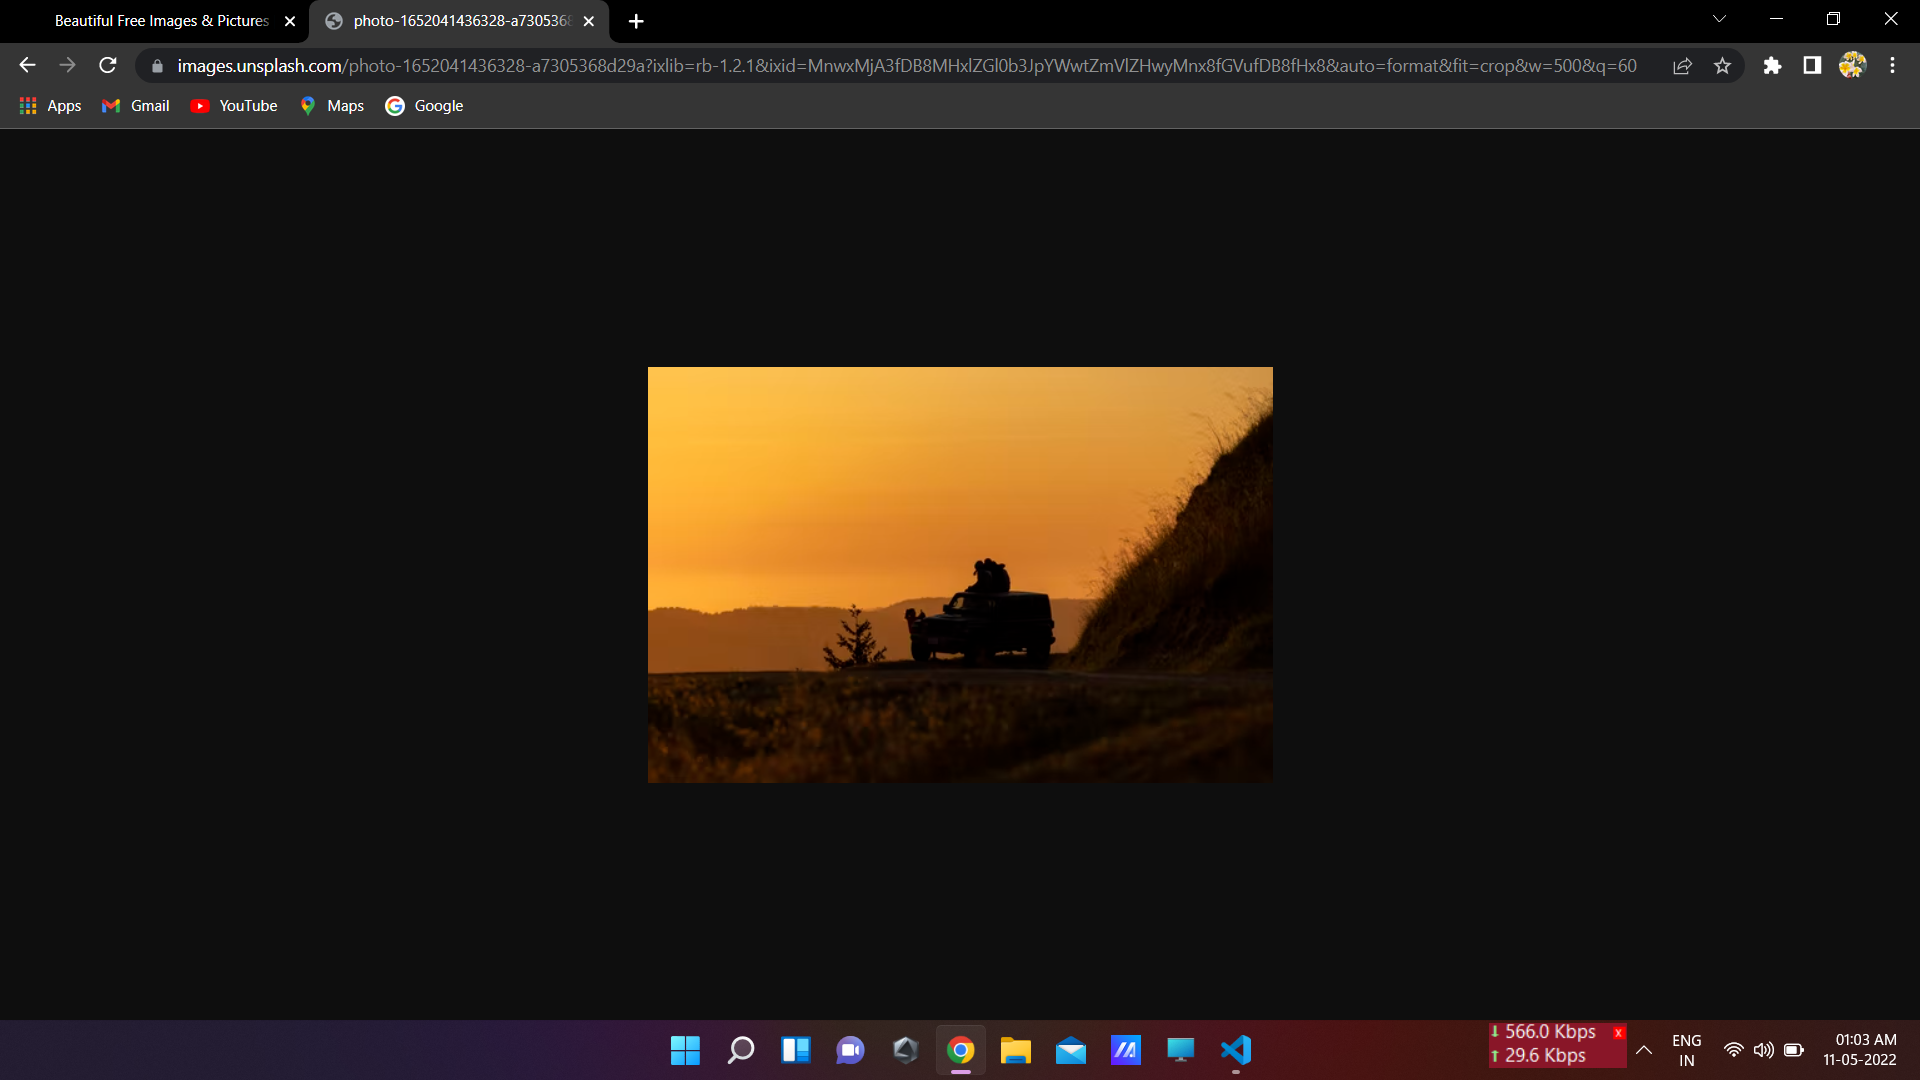 Beautiful Free Images & Pictures
photo-1652041436328-a7305368
images.unsplash.com/photo-1652041436328-a7305368d29a?ixlib=rb-1.2.1&ixid=MnwxMjA3fDB8MHxlZGl0b3JpYWwtZmVlZHwyMnx8fGVufDB8fHx8&auto=format&fit=crop&w=500&q=60
Apps Gmail YouTube Maps Google
566.0 Kbps x
29.6 Kbps
ENG
IN
01:03 AM
11-05-2022